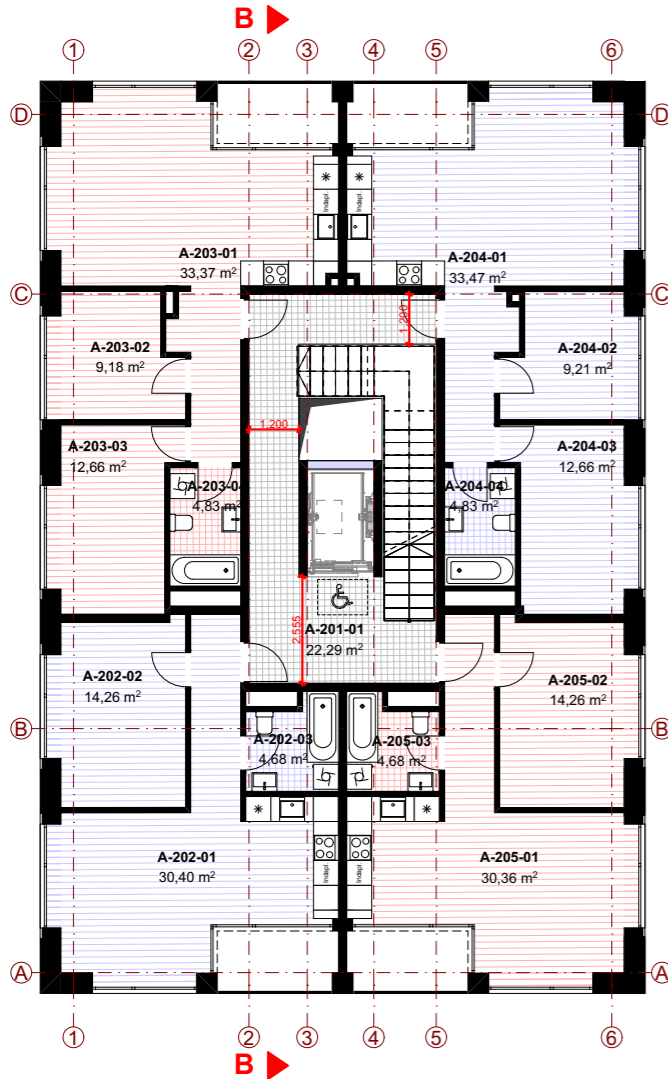 B
1
2
3
4
5
6
D
D
Indapl.
Indapl.
A-203-01
33,37 m²
A-204-01
33,47 m²
C
C
1.200
A-203-02
9,18 m²
A-204-02
9,21 m²
1.200
A-203-03
12,66 m²
A-204-03
12,66 m²
A-203-04
4,83 m²
A-204-04
4,83 m²
2.555
A-201-01
22,29 m²
A-202-02
14,26 m²
A-205-02
14,26 m²
B
B
A-202-03
4,68 m²
A-205-03
4,68 m²
A-202-01
30,40 m²
A-205-01
30,36 m²
Indapl.
Indapl.
A
A
1
2
3
4
5
6
B